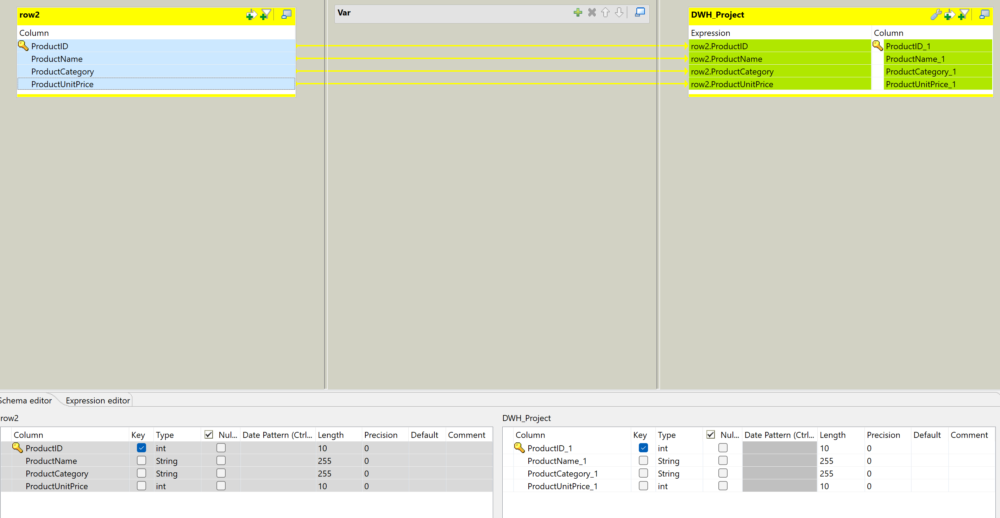 row2
Column
ProductID
ProductName
ProductCategory
ProductUnitPrice
Var
DWH_Project
Expression Column
row2.ProductID ProductID_1
row2.ProductName ProductName_1
row2.ProductCategory ProductCategory_1
row2.ProductUnitPrice ProductUnitPrice_1
Schema editor Expression editor
row2
Column Key Type Nul... Date Pattern (Ctrl... Length Precision Default Comment
ProductID int 10 0
ProductName String 255 0
ProductCategory String 255 0
ProductUnitPrice int 10 0
DWH_Project
Column Key Type Nul... Date Pattern (Ctrl... Length Precision Default Comment
ProductID_1 int 10 0
ProductName_1 String 255 0
ProductCategory_1 String 255 0
ProductUnitPrice_1 int 10 0